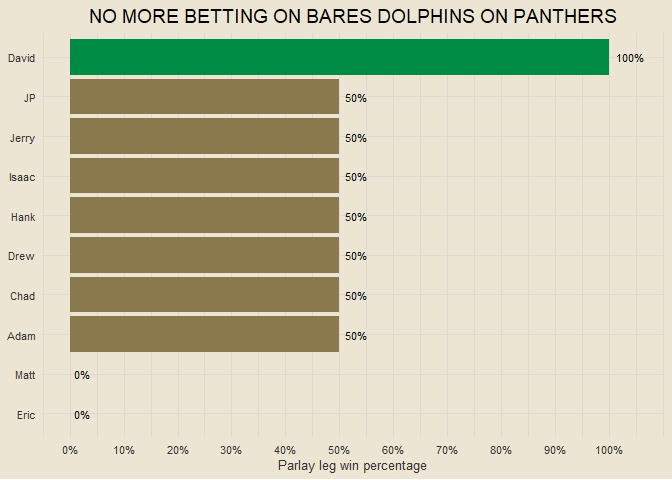 NO MORE BETTING ON BARES DOLPHINS ON PANTHERS
David 100%
JP 50%
Jerry 50%
Isaac 50%
Hank 50%
Drew 50%
Chad 50%
Adam 50%
Matt 0%
Eric 0%
0% 10% 20% 30% 40% 50% 60% 70% 80% 90% 100%
Parlay leg win percentage